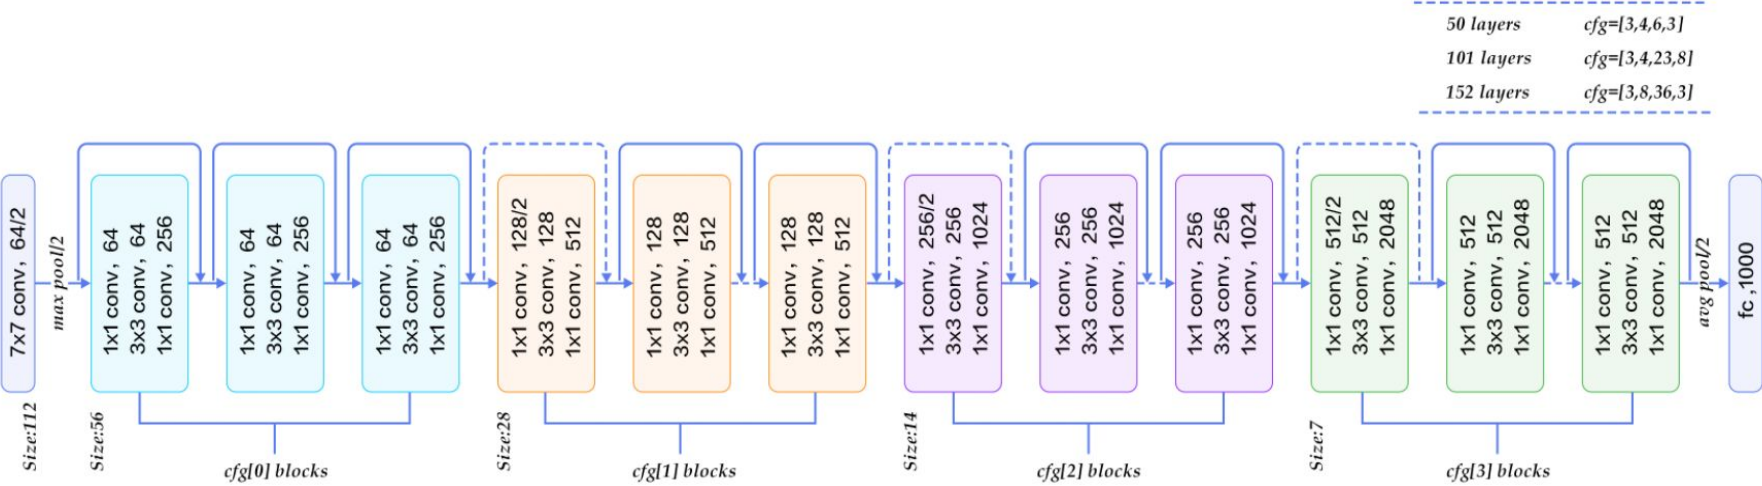 50 layers cfg=[3,4,6,3]
101 layers cfg=[3,4,23,8]
152 layers cfg=[3,8,36,3]
7x7 conv, 64/2
max pool/2
1x1 conv, 64
3x3 conv, 64
1x1 conv, 256
1x1 conv, 64
3x3 conv, 64
1x1 conv, 256
1x1 conv, 64
3x3 conv, 64
1x1 conv, 256
1x1 conv, 128/2
3x3 conv, 128
1x1 conv, 512
1x1 conv, 128
3x3 conv, 128
1x1 conv, 512
1x1 conv, 128
3x3 conv, 128
1x1 conv, 512
1x1 conv, 256/2
3x3 conv, 256
1x1 conv, 1024
1x1 conv, 256
3x3 conv, 256
1x1 conv, 1024
1x1 conv, 256
3x3 conv, 256
1x1 conv, 1024
1x1 conv, 512/2
3x3 conv, 512
1x1 conv, 2048
1x1 conv, 512
3x3 conv, 512
1x1 conv, 2048
1x1 conv, 512
3x3 conv, 512
1x1 conv, 2048
avg pool/2
fc ,1000
Size:112
Size:56
cfg[0] blocks
Size:28
cfg[1] blocks
Size:14
cfg[2] blocks
Size:7
cfg[3] blocks